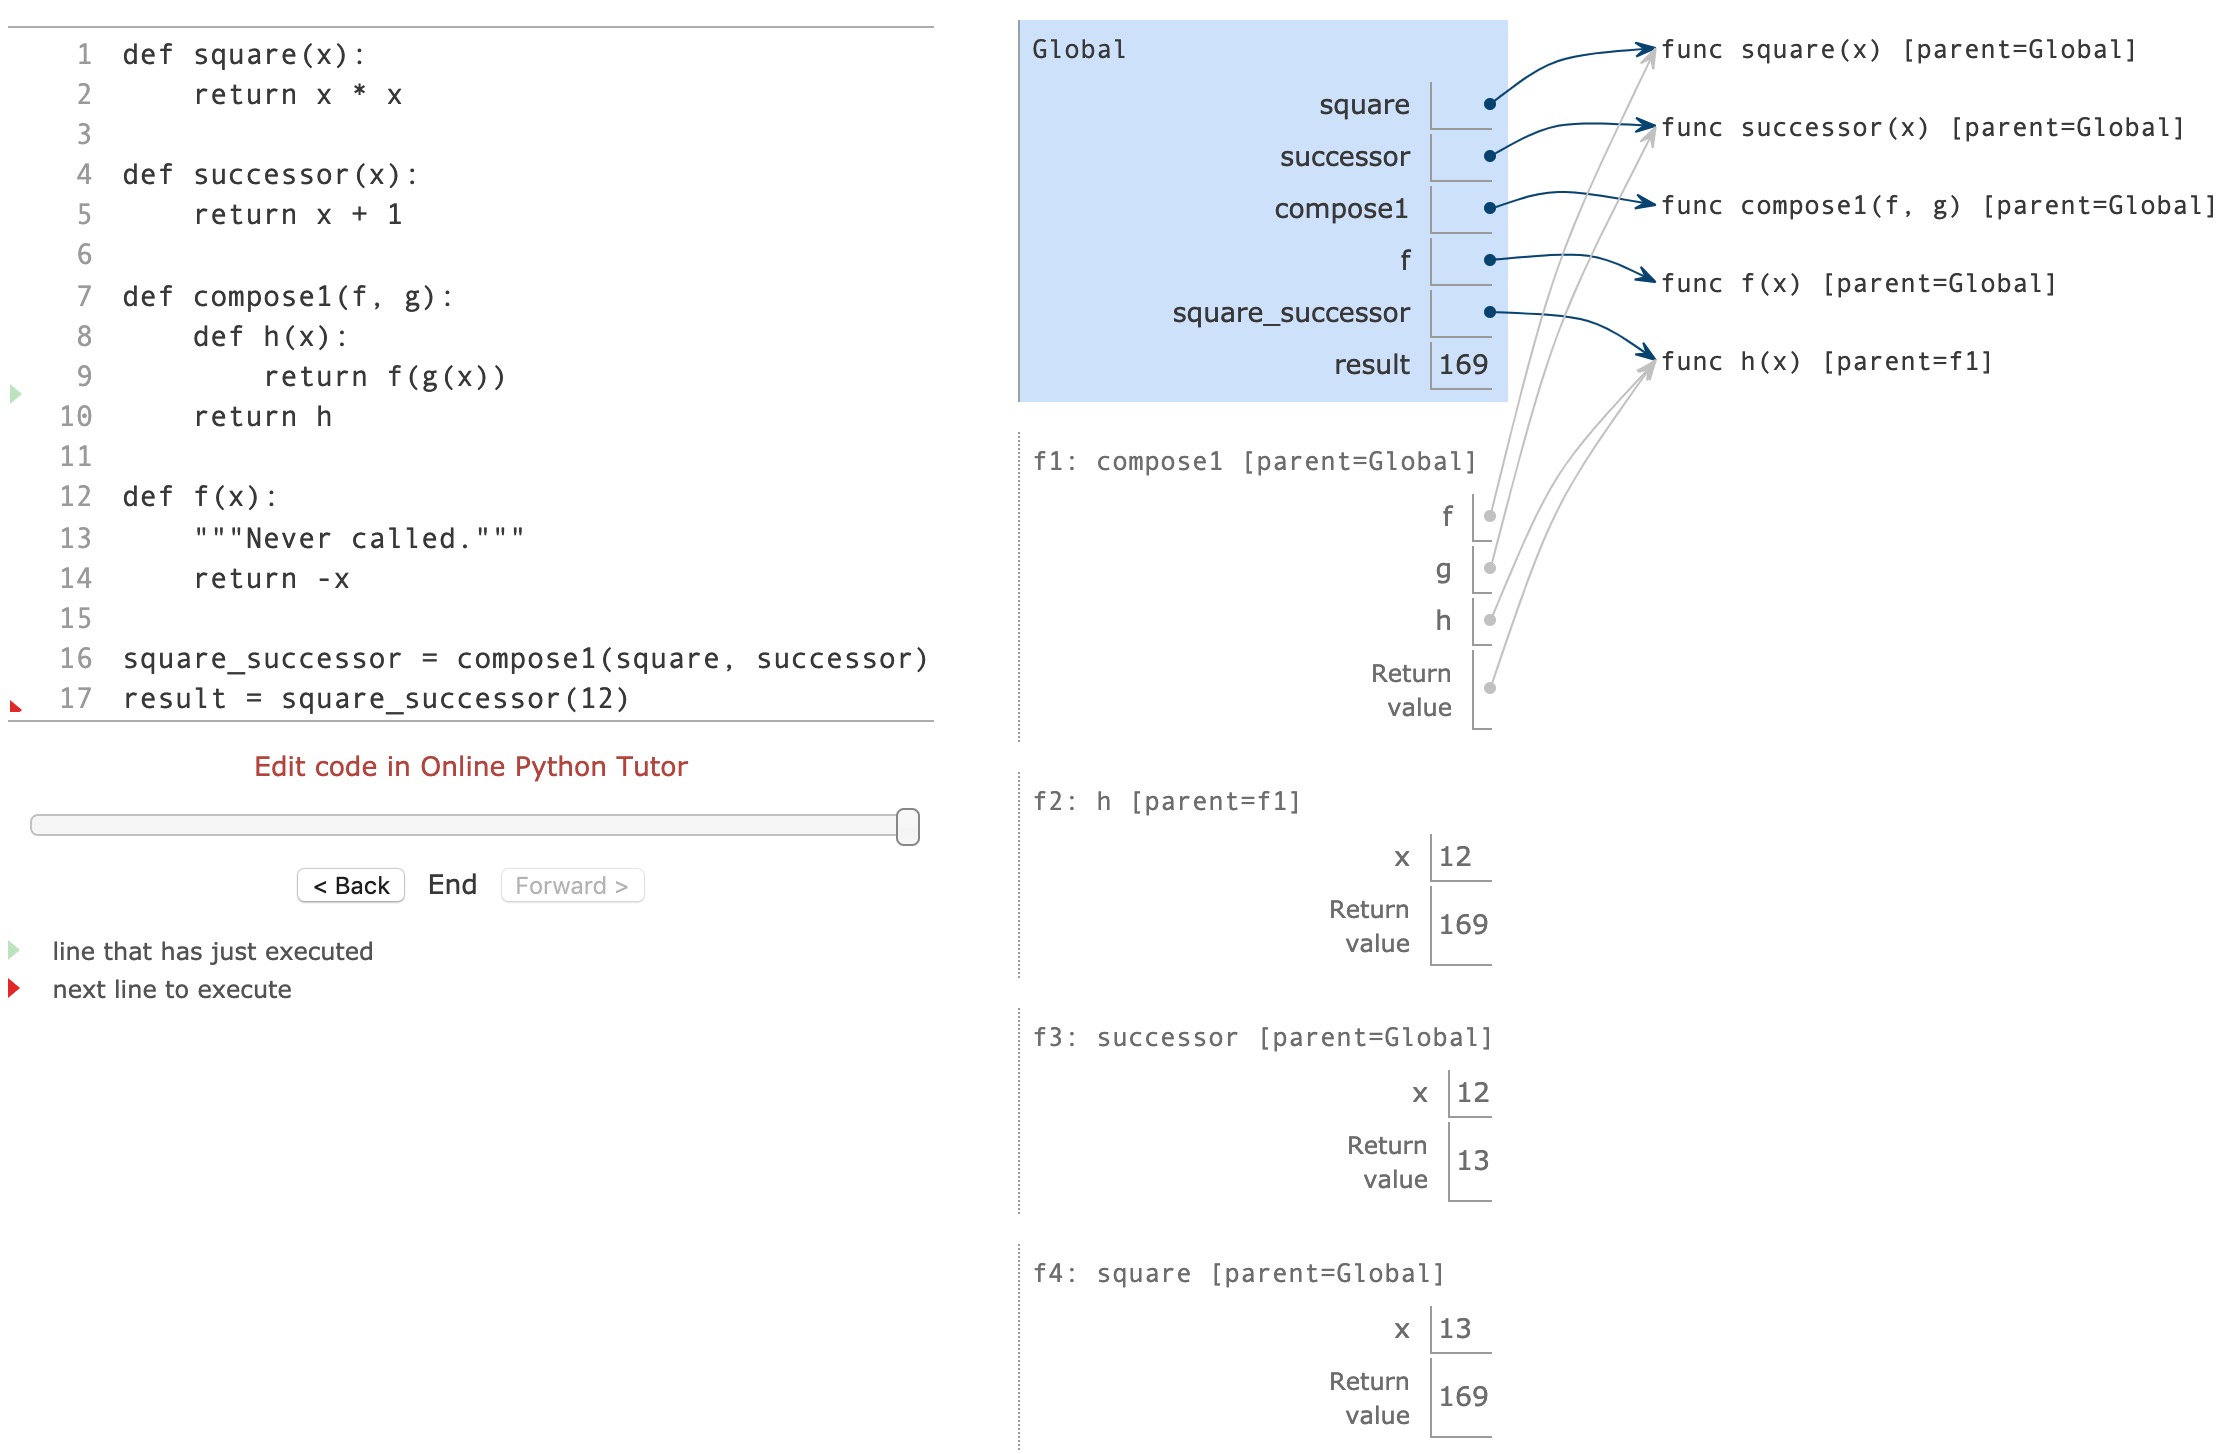 1 def square(x):
2     return x * x
3
4 def successor(x):
5     return x + 1
6
7 def compose1(f, g):
8     def h(x):
9         return f(g(x))
10     return h
11
12 def f(x):
13     """Never called."""
14     return -x
15
16 square_successor = compose1(square, successor)
17 result = square_successor(12)
Edit code in Online Python Tutor
< Back End Forward >
line that has just executed
next line to execute
Global
square
successor
compose1
f
square_successor
result 169
func square(x) [parent=Global]
func successor(x) [parent=Global]
func compose1(f, g) [parent=Global]
func f(x) [parent=Global]
func h(x) [parent=f1]
f1: compose1 [parent=Global]
f
g
h
Return
value
f2: h [parent=f1]
x 12
Return
value 169
f3: successor [parent=Global]
x 12
Return
value 13
f4: square [parent=Global]
x 13
Return
value 169